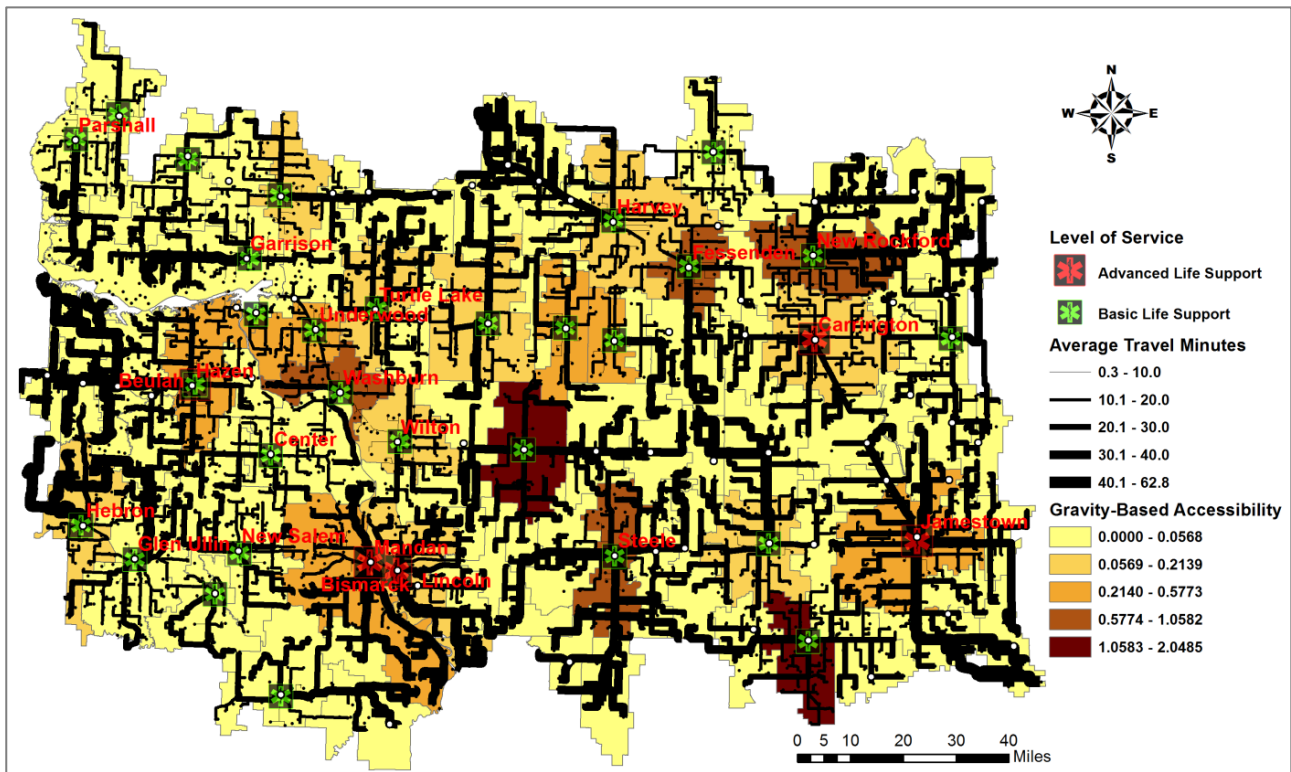 Parshall
Garrison
Harvey
Fessenden
New Rockford
Turtle Lake
Underwood
Carrington
Beulah
Hazen
Washburn
Center
Wilton
Hebron
Glen Ullin
New Salem
Mandan
Bismarck
Lincoln
Steele
Jamestown
N
W
E
S
Level of Service
Advanced Life Support
Basic Life Support
Average Travel Minutes
0.3 - 10.0
10.1 - 20.0
20.1 - 30.0
30.1 - 40.0
40.1 - 62.8
Gravity-Based Accessibility
0.0000 - 0.0568
0.0569 - 0.2139
0.2140 - 0.5773
0.5774 - 1.0582
1.0583 - 2.0485
0 5 10 20 30 40
Miles